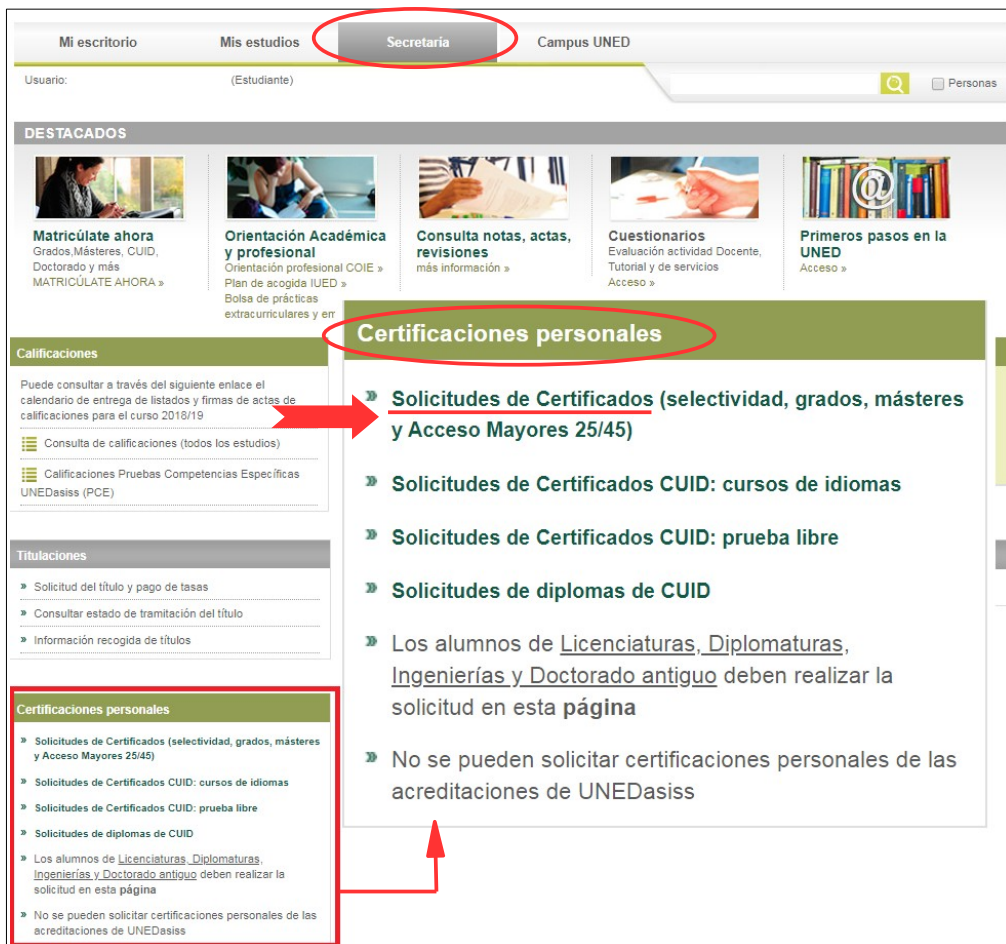 Mi escritorio
Mis estudios
Secretaría
Campus UNED
Usuario:
(Estudiante)
Personas
DESTACADOS
Matricúlate ahora
Grados,Másteres, CUID,
Doctorado y más
MATRICÚLATE AHORA »
Orientación Académica
y profesional
Orientación profesional COIE »
Plan de acogida IUED »
Bolsa de prácticas
extracurriculares y em
Consulta notas, actas,
revisiones
más información »
Cuestionarios
Evaluación actividad Docente,
Tutorial y de servicios
Acceso »
@
Primeros pasos en la
UNED
Acceso »
Calificaciones
Puede consultar a través del siguiente enlace el
calendario de entrega de listados y firmas de actas de
calificaciones para el curso 2018/19
Consulta de calificaciones (todos los estudios)
Calificaciones Pruebas Competencias Específicas
UNEDasiss (PCE)
Titulaciones
» Solicitud del título y pago de tasas
» Consultar estado de tramitación del título
» Información recogida de títulos
Certificaciones personales
» Solicitudes de Certificados (selectividad, grados, másteres
y Acceso Mayores 25/45)
» Solicitudes de Certificados CUID: cursos de idiomas
» Solicitudes de Certificados CUID: prueba libre
» Solicitudes de diplomas de CUID
» Los alumnos de Licenciaturas, Diplomaturas,
Ingenierías y Doctorado antiguo deben realizar la
solicitud en esta página
» No se pueden solicitar certificaciones personales de las
acreditaciones de UNEDasiss
Certificaciones personales
» Solicitudes de Certificados (selectividad, grados, másteres
y Acceso Mayores 25/45)
» Solicitudes de Certificados CUID: cursos de idiomas
» Solicitudes de Certificados CUID: prueba libre
» Solicitudes de diplomas de CUID
» Los alumnos de Licenciaturas, Diplomaturas,
Ingenierías y Doctorado antiguo deben realizar la
solicitud en esta página
» No se pueden solicitar certificaciones personales de las
acreditaciones de UNEDasiss